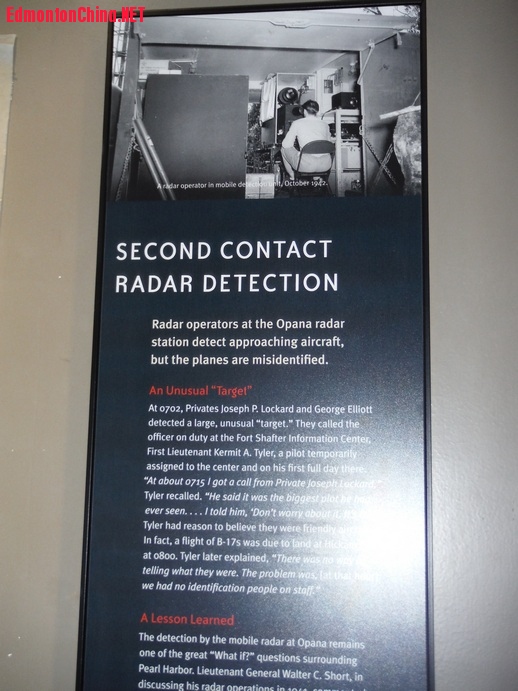 EdmontonChina.NET
A radar operator in mobile detection unit, October 1942.
SECOND CONTACT
RADAR DETECTION
Radar operators at the Opana radar
station detect approaching aircraft,
but the planes are misidentified.
An Unusual "Target"
At 0702, Privates Joseph P. Lockard and George Elliott
detected a large, unusual "target." They called the
officer on duty at the Fort Shafter Information Center,
First Lieutenant Kermit A. Tyler, a pilot temporarily
assigned to the center and on his first full day there.
"At about 0715 I got a call from Private Joseph Lockard,"
Tyler recalled. "He said it was the biggest plot he
ever seen. . . . I told him, 'Don't worry about it.
Tyler had reason to believe they were friendly
In fact, a flight of B-17s was due to land at
at 0800. Tyler later explained, "There was no
telling what they were. The problem was,
we had no identification people on staff."
A Lesson Learned
The detection by the mobile radar at Opana remains
one of the great "What if?" questions surrounding
Pearl Harbor. Lieutenant General Walter C. Short, in
discussing his radar operations in 1941,